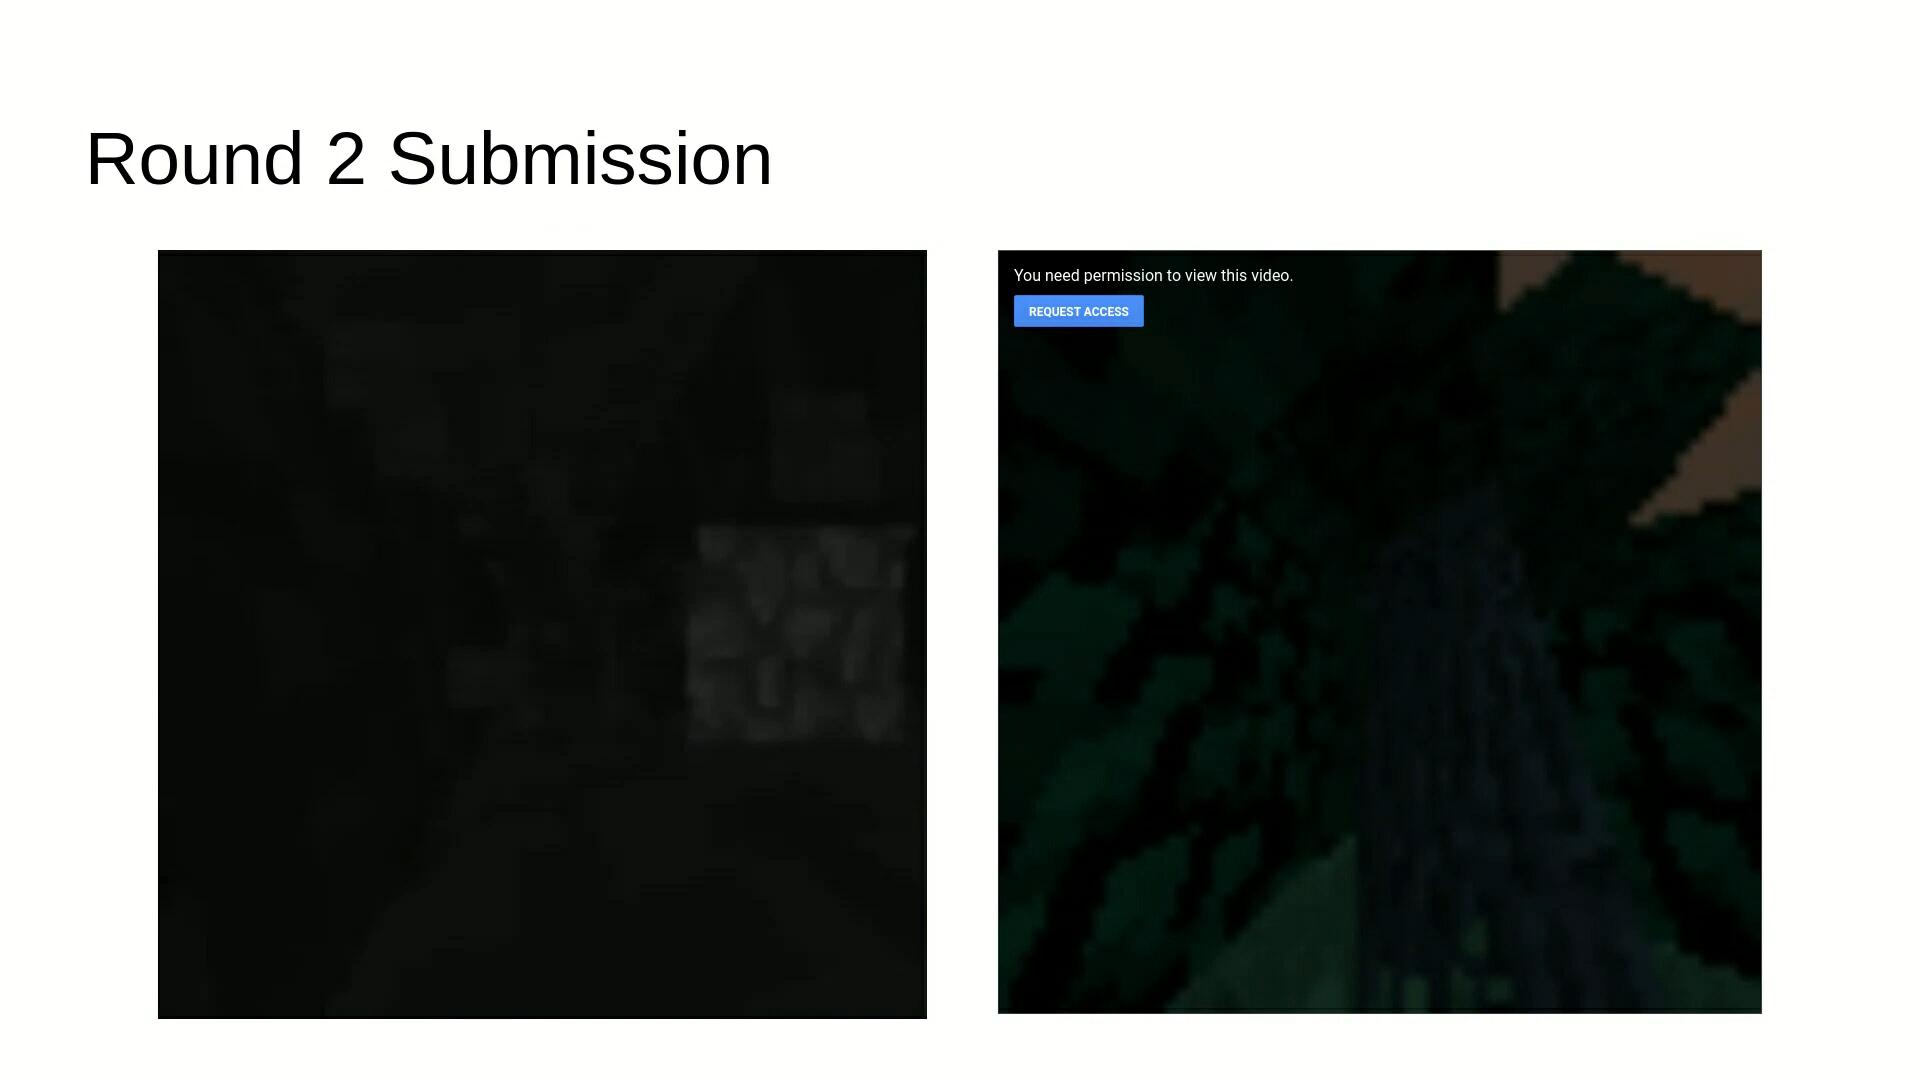 Round 2 Submission
You need permission to view this video.
REQUEST ACCESS